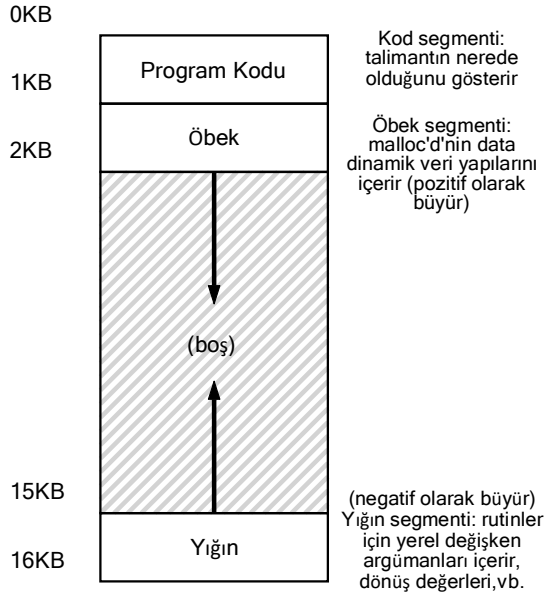 0KB
Program Kodu
Kod segmenti:
talimantın nerede
olduğunu gösterir
1KB
Öbek
Öbek segmenti:
malloc'd'nin data
dinamik veri yapılarını
içerir (pozitif olarak
büyür)
2KB
(boş)
15KB
(negatif olarak büyür)
Yığın
Yığın segmenti: rutinler
için yerel değişken
argümanları içerir,
dönüş değerleri,vb.
16KB